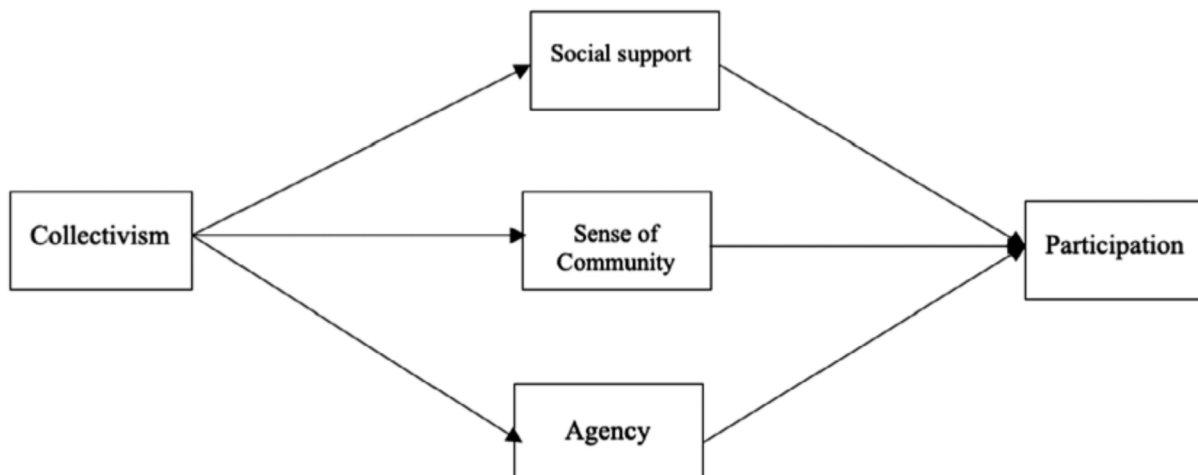 Social support
Collectivism
Sense of
Community
Participation
Agency